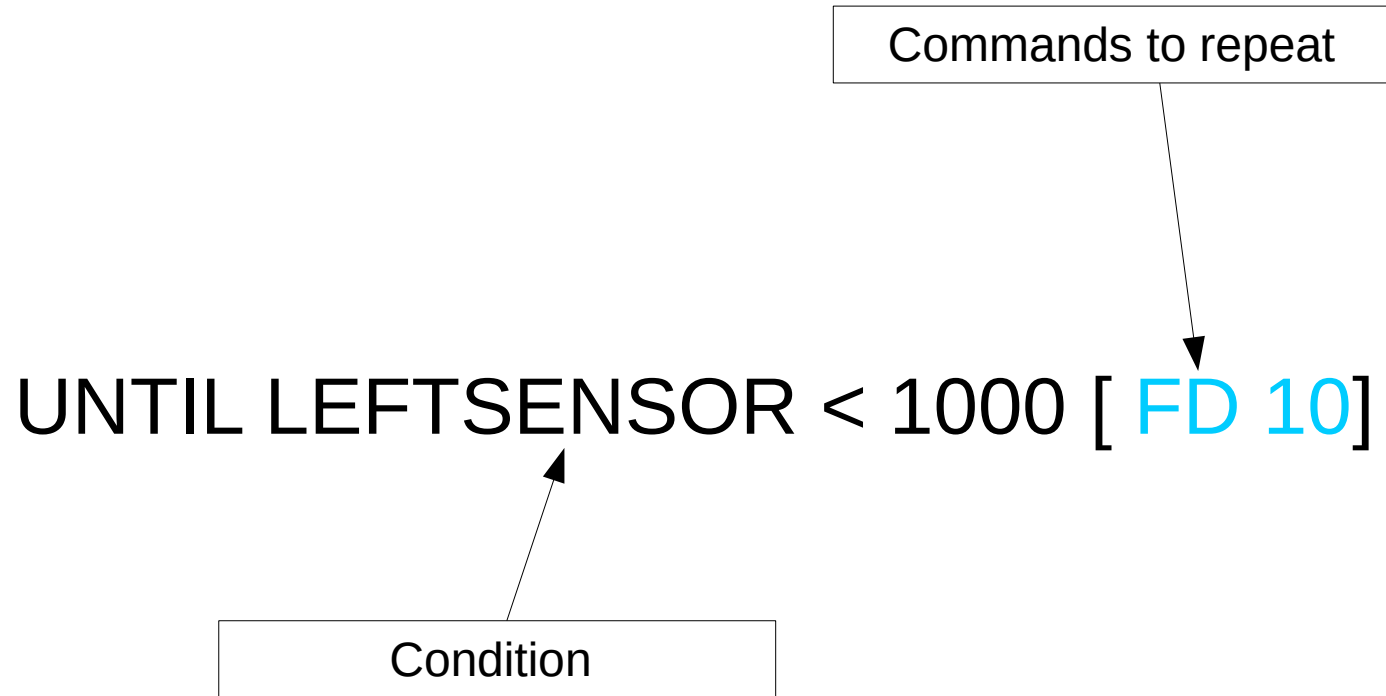 Commands to repeat
UNTIL LEFTSENSOR < 1000 [ FD 10]
Condition